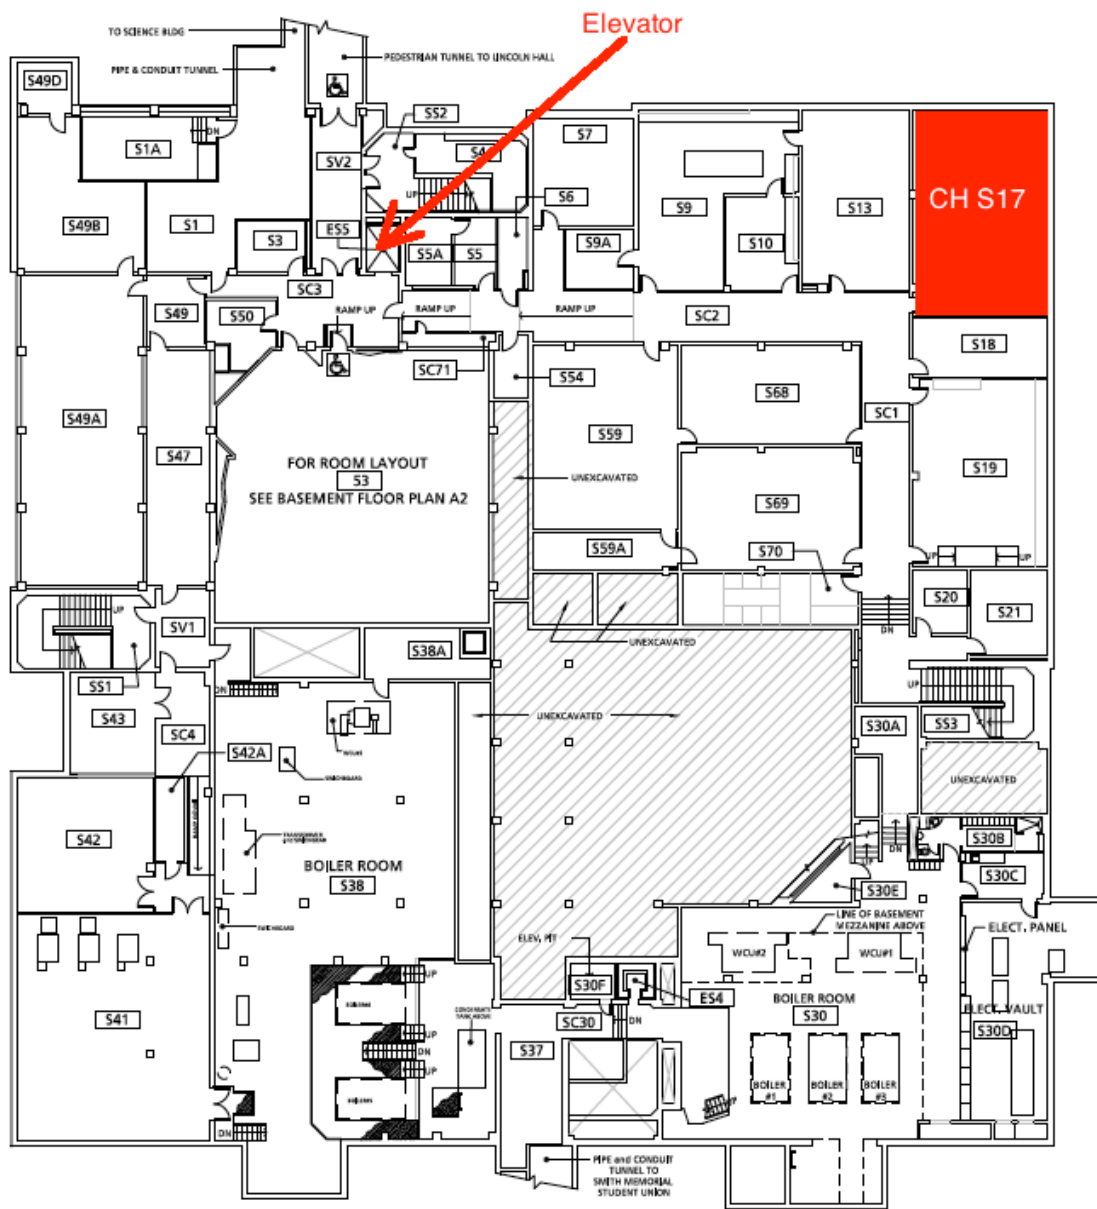 Elevator
TO SCIENCE BLDG
PEDESTRIAN TUNNEL TO LINCOLN HALL
PIPE & CONDUIT TUNNEL
S49D
SS2
S7
DN
S1A
SV2
S4
CH S17
UP
S6
S9
S13
S49B
S1
ES5
S3
S5A
S5
S9A
S10
SC3
S49
S50
RAMP UP
RAMP UP
RAMP UP
SC2
S18
SC71
S54
S68
SC1
S49A
S47
S59
FOR ROOM LAYOUT
S3
SEE BASEMENT FLOOR PLAN A2
UNEXCAVATED
S19
S69
S59A
S70
UP
UP
S20
S21
UP
SV1
DN
UNEXCAVATED
S38A
SS1
DN
UP
S43
SC4
UNEXCAVATED
S30A
SS3
S42A
UNEXCAVATED
S42
BOILER ROOM
S38
DN
UP
S30B
S30C
S30E
LINE OF BASEMENT
MEZZANINE ABOVE
ELECT. PANEL
ELEV. PIT
WCU#2
WCU#1
UP
S30F
ES4
BOILER ROOM
S30
ELECT. VAULT
S30D
S41
SC30
DN
UP
DN
UP
S37
CONDENSATE
TANK ABOVE
BOILER
#1
BOILER
#2
BOILER
#3
UP
DN
PIPE and CONDUIT
TUNNEL TO
SMITH MEMORIAL
STUDENT UNION